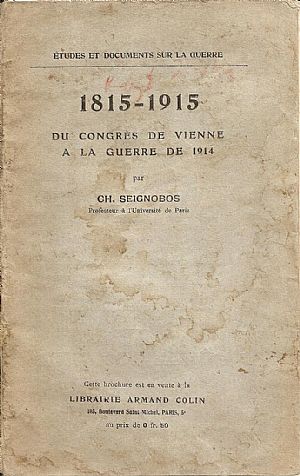 ÉTUDES ET DOCUMENTS SUR LA GUERRE
1815-1915
DU CONGRÈS DE VIENNE
A LA GUERRE DE 1914
par
CH. SEIGNOBOS
Professeur à l'Université de Paris
Cette brochure est en vente à la
LIBRAIRIE ARMAND COLIN
103, Boulevard Saint-Michel, PARIS, 5e
au prix de 0 fr. 50